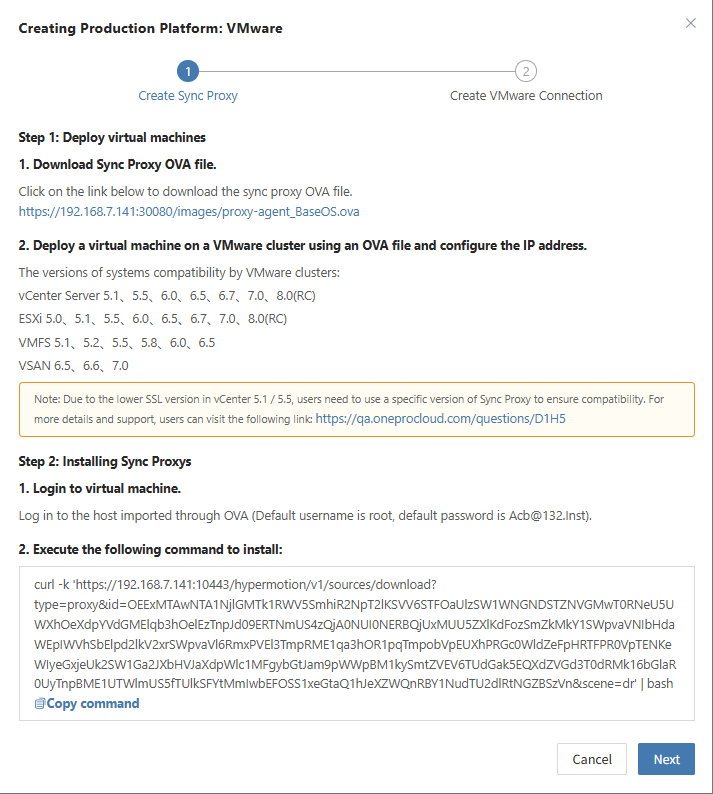 Creating Production Platform: VMware
1
2
Create Sync Proxy
Create VMware Connection
Step 1: Deploy virtual machines
1. Download Sync Proxy OVA file.
Click on the link below to download the sync proxy OVA file.
https://192.168.7.141:30080/images/proxy-agent_BaseOS.ova
2. Deploy a virtual machine on a VMware cluster using an OVA file and configure the IP address.
The versions of systems compatibility by VMware clusters:
vCenter Server 5.1、5.5、6.0、6.5、6.7、7.0、8.0(RC)
ESXi 5.0、5.1、5.5、6.0、6.5、6.7、7.0、8.0(RC)
VMFS 5.1、5.2、5.5、5.8、6.0、6.5
VSAN 6.5、6.6、7.0
Note: Due to the lower SSL version in vCenter 5.1 / 5.5, users need to use a specific version of Sync Proxy to ensure compatibility. For
more details and support, users can visit the following link: https://qa.oneprocloud.com/questions/D1H5
Step 2: Installing Sync Proxys
1. Login to virtual machine.
Log in to the host imported through OVA (Default username is root, default password is Acb@132.Inst).
2. Execute the following command to install:
curl -k 'https://192.168.7.141:10443/hypermotion/v1/sources/download?
type=proxy&id=OEExMTAwNTA1NjlGMTk1RWV5SmhiR2NpT2lKSVV6STFOaUlzSW1WNGNDSTZNVGMwT0RNeU5U
WXhOeXdpYVdGMElqb3hOelEzTnpJd09ERTNmUS4zQjA0NUI0NERBQjUxMUU5ZXlKdFozSmZkMkY1SWpvaVNIbHda
WEpIWVhSbElpd2lkV2xrSWpvaVl6RmxPVEl3TmpRME1qa3hOR1pqTmpobVpEUXhPRGc0WldZeFpHRTFPR0VpTENKe
WIyeGxjeUk2SW1Ga2JXbHVJaXdpWlc1MFgybGtJam9pWWpBM1kySmtZVEV6TUdGak5EQXdZVGd3T0dRMk16bGlaR
0UyTnpBME1UTWlmUS5fTUlkSFYtMmIwbEFOSS1xeGtaQ1hJeXZWQnRBY1NudTU2dlRtNGZBSzVn&scene=dr' | bash
Copy command
Cancel
Next